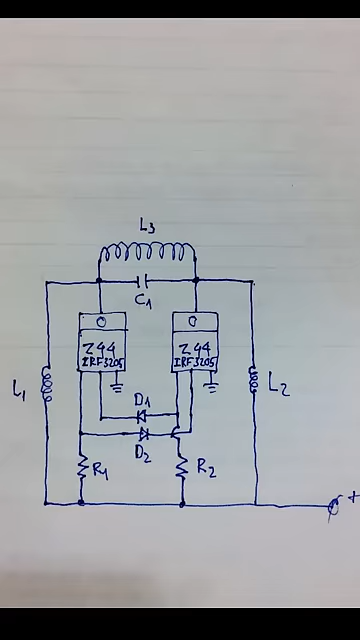 L3
C1
Z44
IRF3205
Z44
IRF3205
L1
L2
D1
D2
R1
R2
+